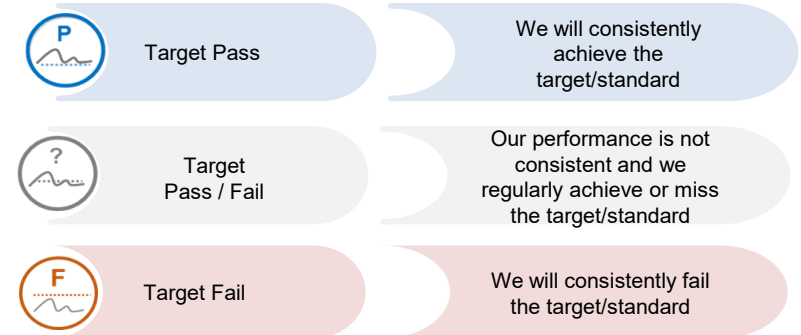 P
Target Pass
We will consistently
achieve the
target/standard
?
Target
Pass / Fail
Our performance is not
consistent and we
regularly achieve or miss
the target/standard
F
Target Fail
We will consistently fail
the target/standard